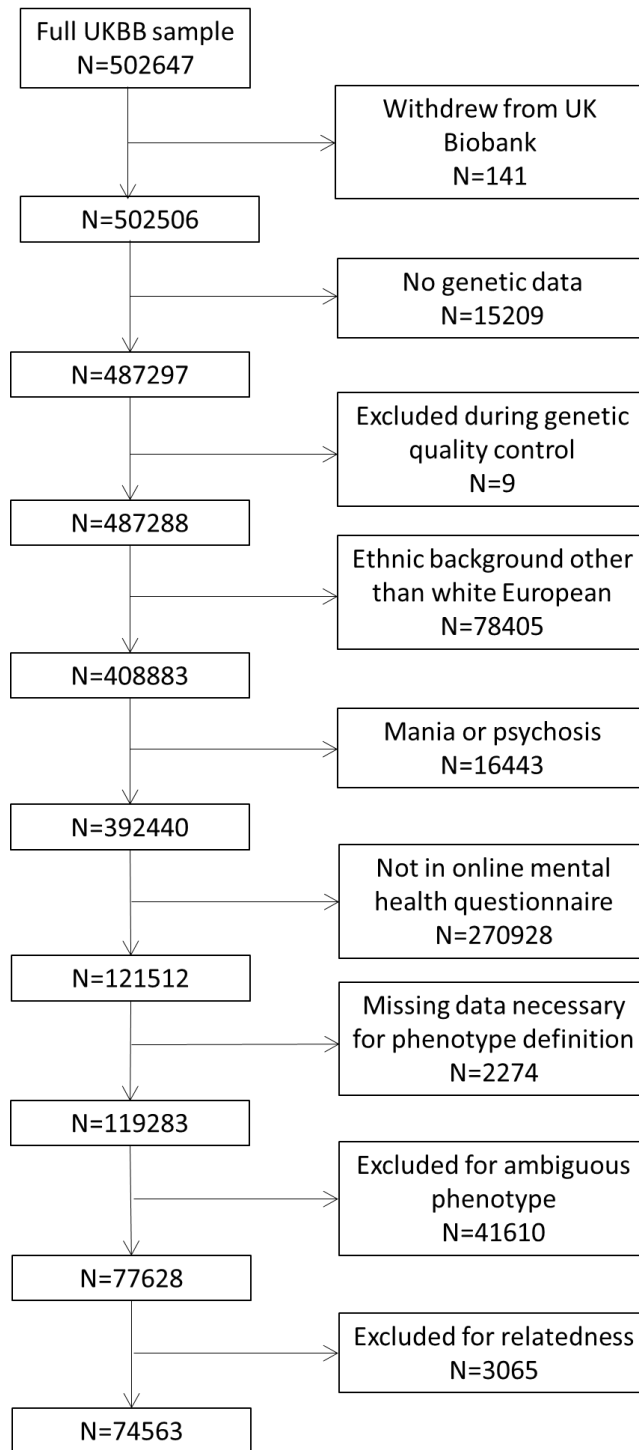 Full UKBB sample
N=502647
Withdrew from UK
Biobank
N=141
N=502506
No genetic data
N=15209
N=487297
Excluded during genetic
quality control
N=9
N=487288
Ethnic background other
than white European
N=78405
N=408883
Mania or psychosis
N=16443
N=392440
Not in online mental
health questionnaire
N=270928
N=121512
Missing data necessary
for phenotype definition
N=2274
N=119283
Excluded for ambiguous
phenotype
N=41610
N=77628
Excluded for relatedness
N=3065
N=74563